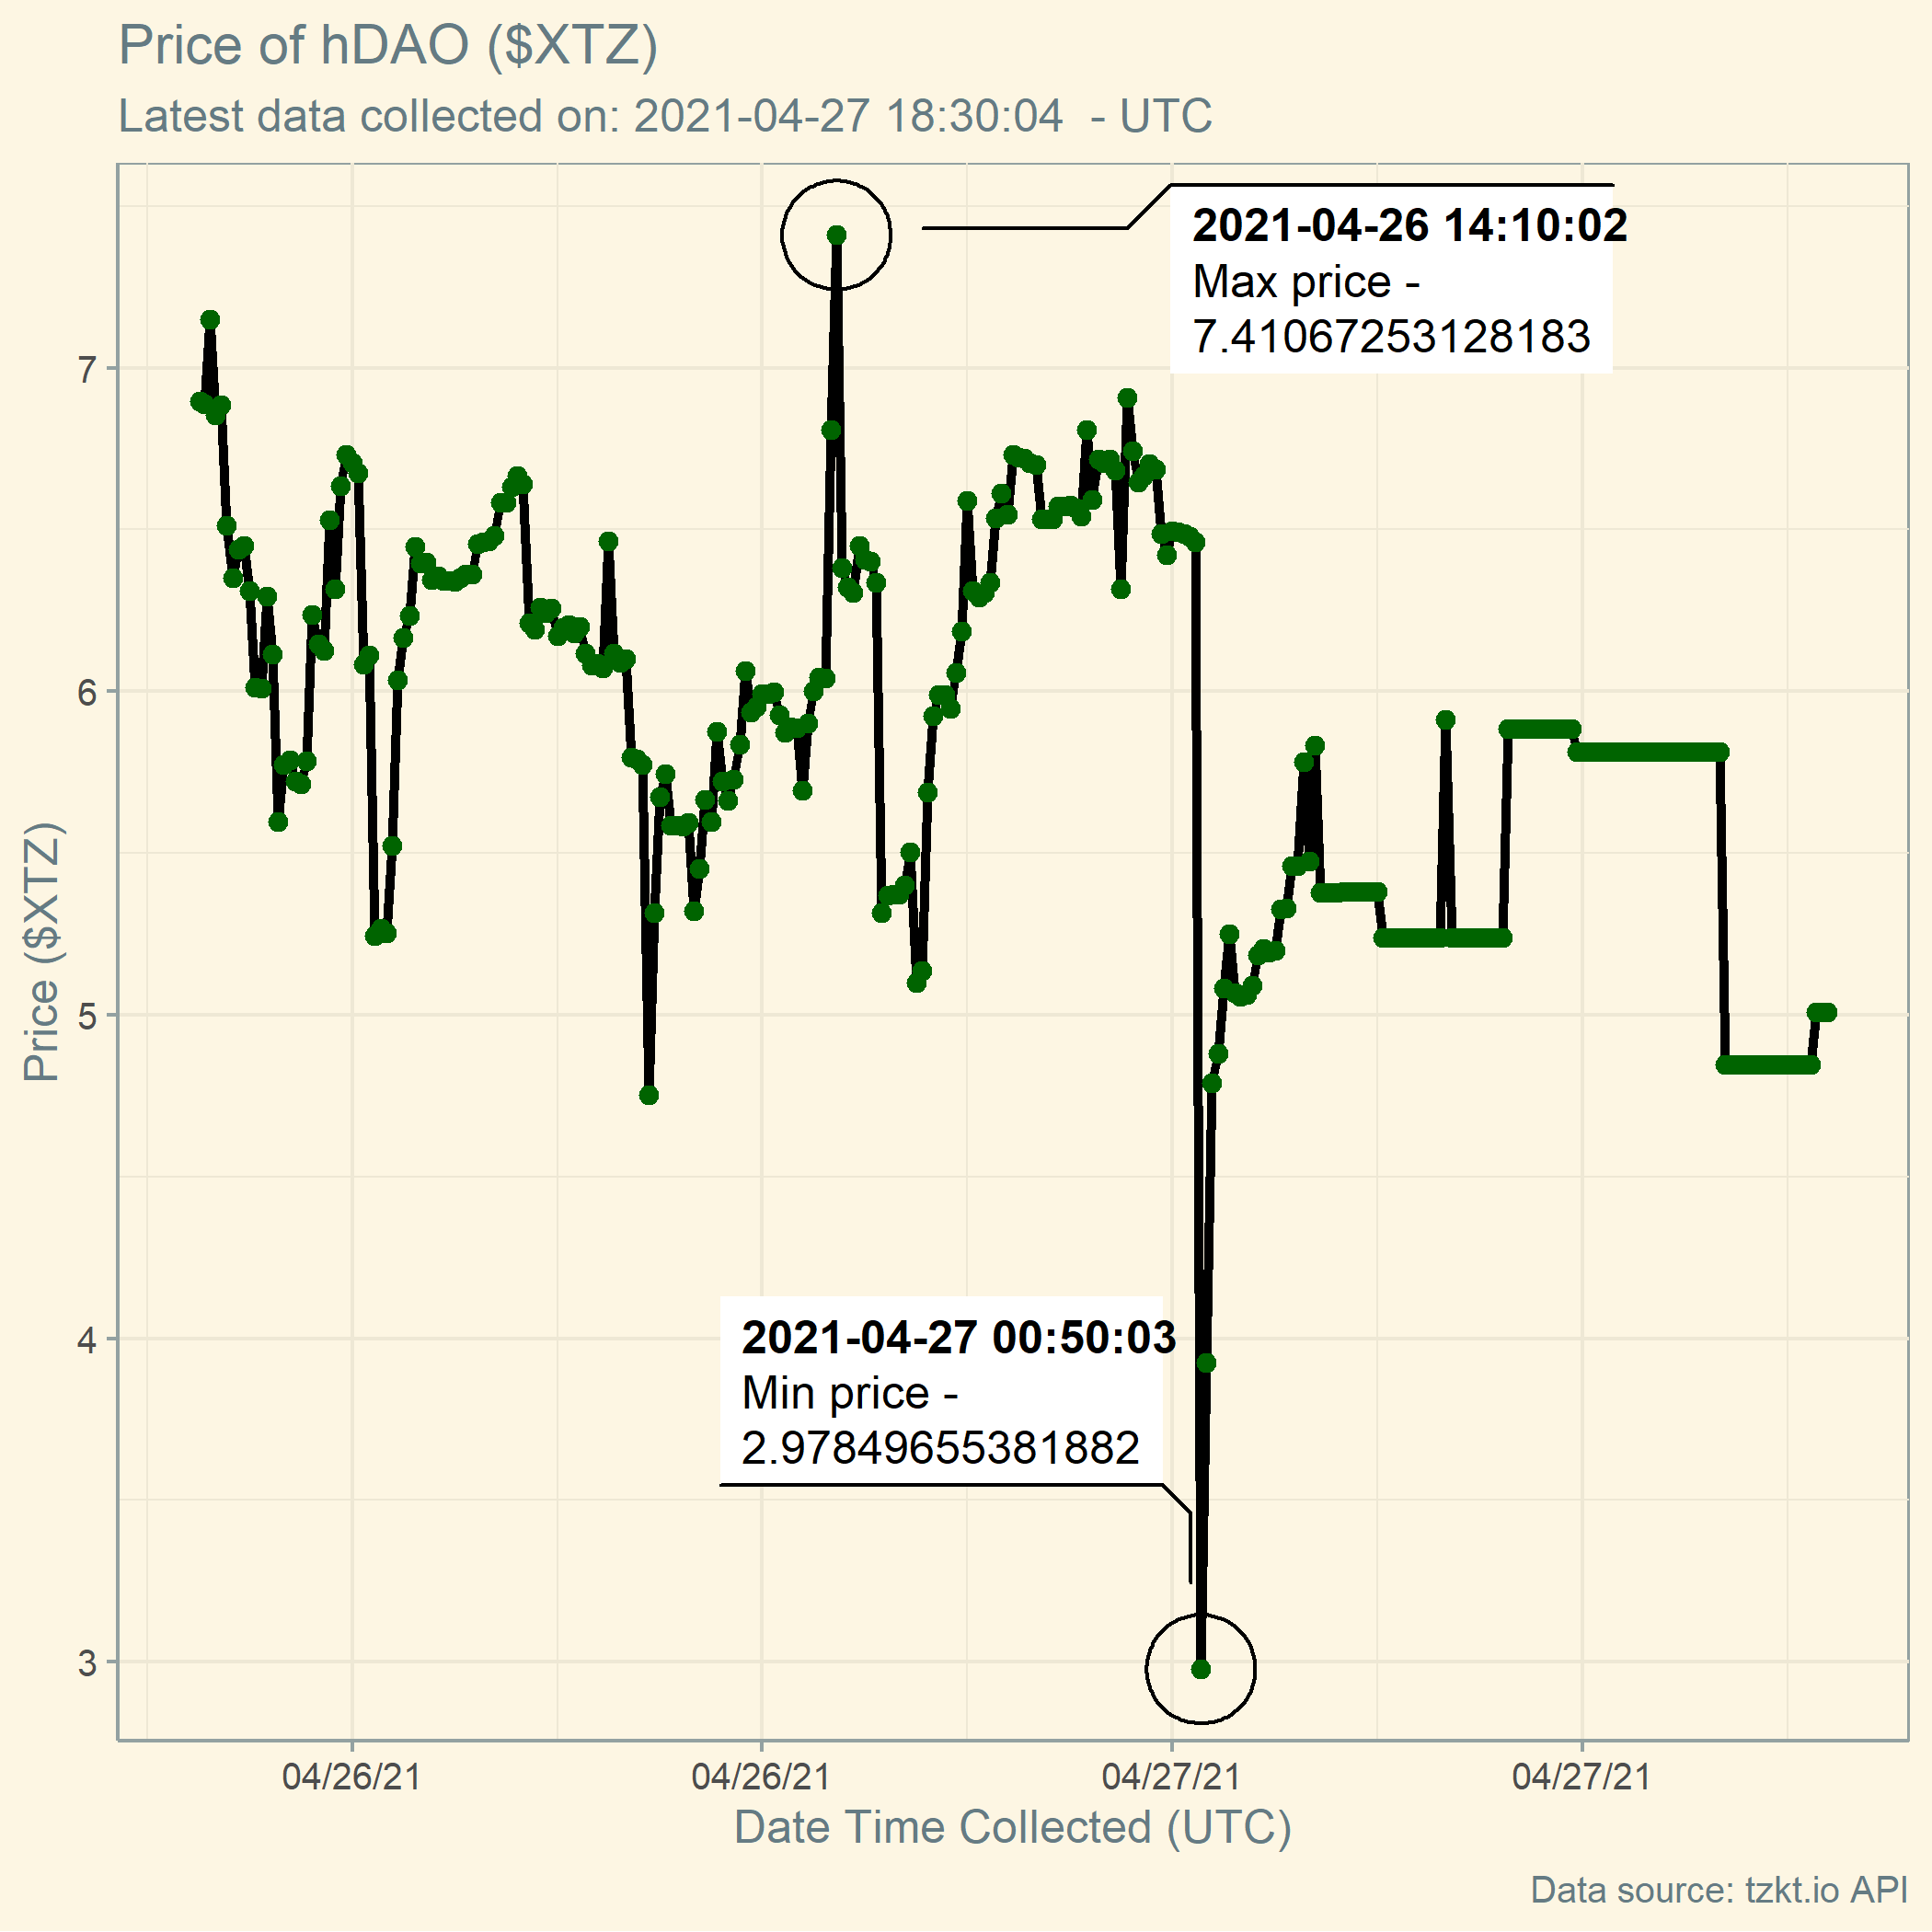 Price of hDAO ($XTZ)
Latest data collected on: 2021-04-27 18:30:04  - UTC
2021-04-26 14:10:02
Max price -
7.41067253128183
7
6
Price ($XTZ)
5
4
2021-04-27 00:50:03
Min price -
2.97849655381882
3
04/26/21
04/26/21
04/27/21
04/27/21
Date Time Collected (UTC)
Data source: tzkt.io API